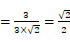 = 3/(3×√2) = √2/2